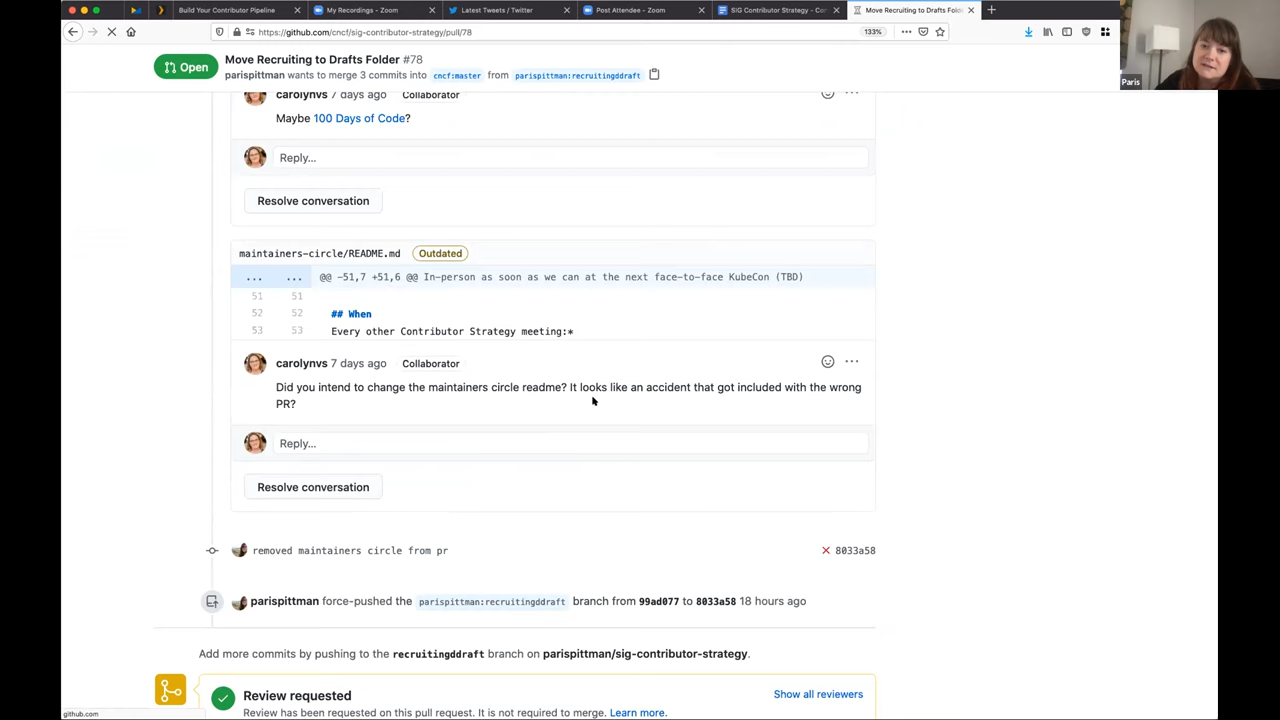 Build Your Contributor Pipeline
My Recordings - Zoom
Latest Tweets / Twitter
Post Attendee - Zoom
SIG Contributor Strategy - Con
Move Recruiting to Drafts Folde
https://github.com/cncf/sig-contributor-strategy/pull/78
133%
Paris
Open
Move Recruiting to Drafts Folder #78
parispittman wants to merge 3 commits into cncf:master from parispittman:recruitingddraft
carolynvs 7 days ago Collaborator
Maybe 100 Days of Code?
Reply...
Resolve conversation
maintainers-circle/README.md Outdated
... ... @@ -51,7 +51,6 @@ In-person as soon as we can at the next face-to-face KubeCon (TBD)
51 51
52 52 ## When
53 53 Every other Contributor Strategy meeting:*
carolynvs 7 days ago Collaborator
Did you intend to change the maintainers circle readme? It looks like an accident that got included with the wrong
PR?
Reply...
Resolve conversation
removed maintainers circle from pr 8033a58
parispittman force-pushed the parispittman:recruitingddraft branch from 99ad077 to 8033a58 18 hours ago
Add more commits by pushing to the recruitingddraft branch on parispittman/sig-contributor-strategy.
Review requested Show all reviewers
Review has been requested on this pull request. It is not required to merge. Learn more.
github.com